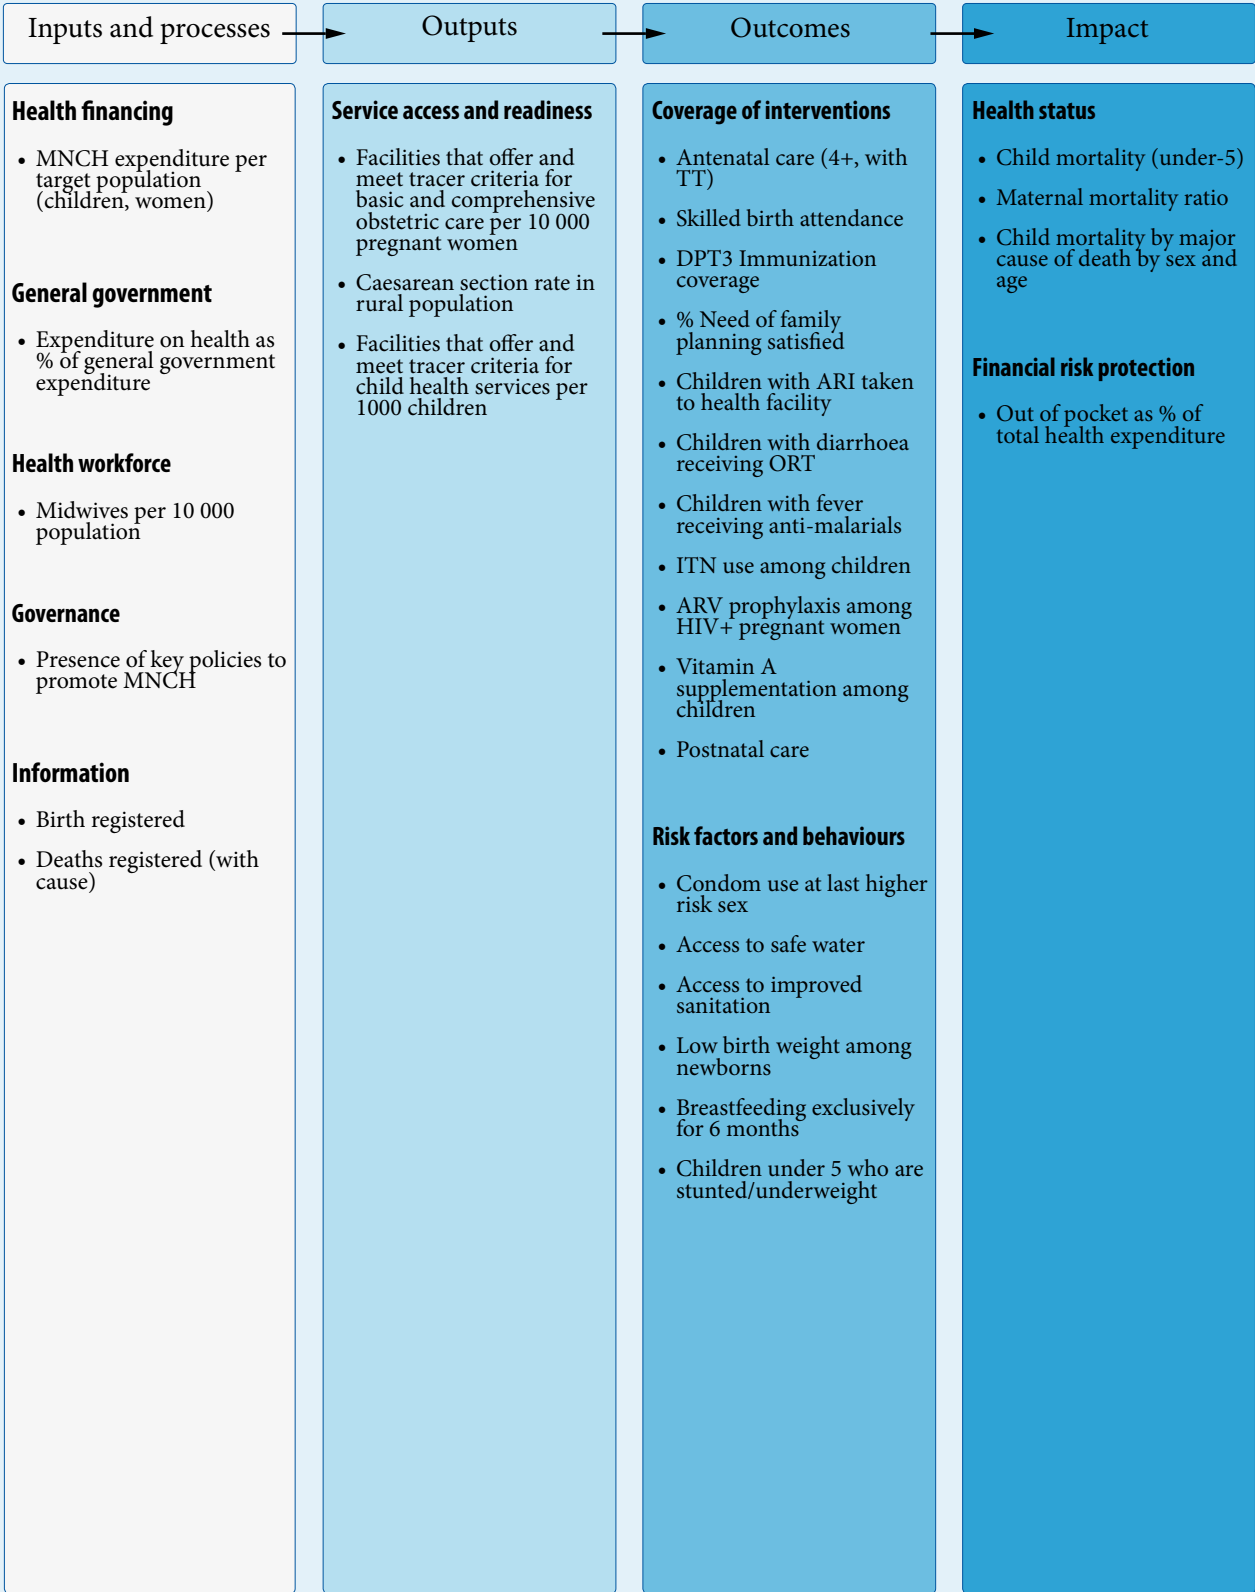 Inputs and processes
Outputs
Outcomes
Impact
Health financing
• MNCH expenditure per
target population
(children, women)
General government
• Expenditure on health as
% of general government
expenditure
Health workforce
• Midwives per 10 000
population
Governance
• Presence of key policies to
promote MNCH
Information
• Birth registered
• Deaths registered (with
cause)
Service access and readiness
• Facilities that offer and
meet tracer criteria for
basic and comprehensive
obstetric care per 10 000
pregnant women
• Caesarean section rate in
rural population
• Facilities that offer and
meet tracer criteria for
child health services per
1000 children
Coverage of interventions
• Antenatal care (4+, with
TT)
• Skilled birth attendance
• DPT3 Immunization
coverage
• % Need of family
planning satisfied
• Children with ARI taken
to health facility
• Children with diarrhoea
receiving ORT
• Children with fever
receiving anti-malarials
• ITN use among children
• ARV prophylaxis among
HIV+ pregnant women
• Vitamin A
supplementation among
children
• Postnatal care
Risk factors and behaviours
• Condom use at last higher
risk sex
• Access to safe water
• Access to improved
sanitation
• Low birth weight among
newborns
• Breastfeeding exclusively
for 6 months
• Children under 5 who are
stunted/underweight
Health status
• Child mortality (under-5)
• Maternal mortality ratio
• Child mortality by major
cause of death by sex and
age
Financial risk protection
• Out of pocket as % of
total health expenditure